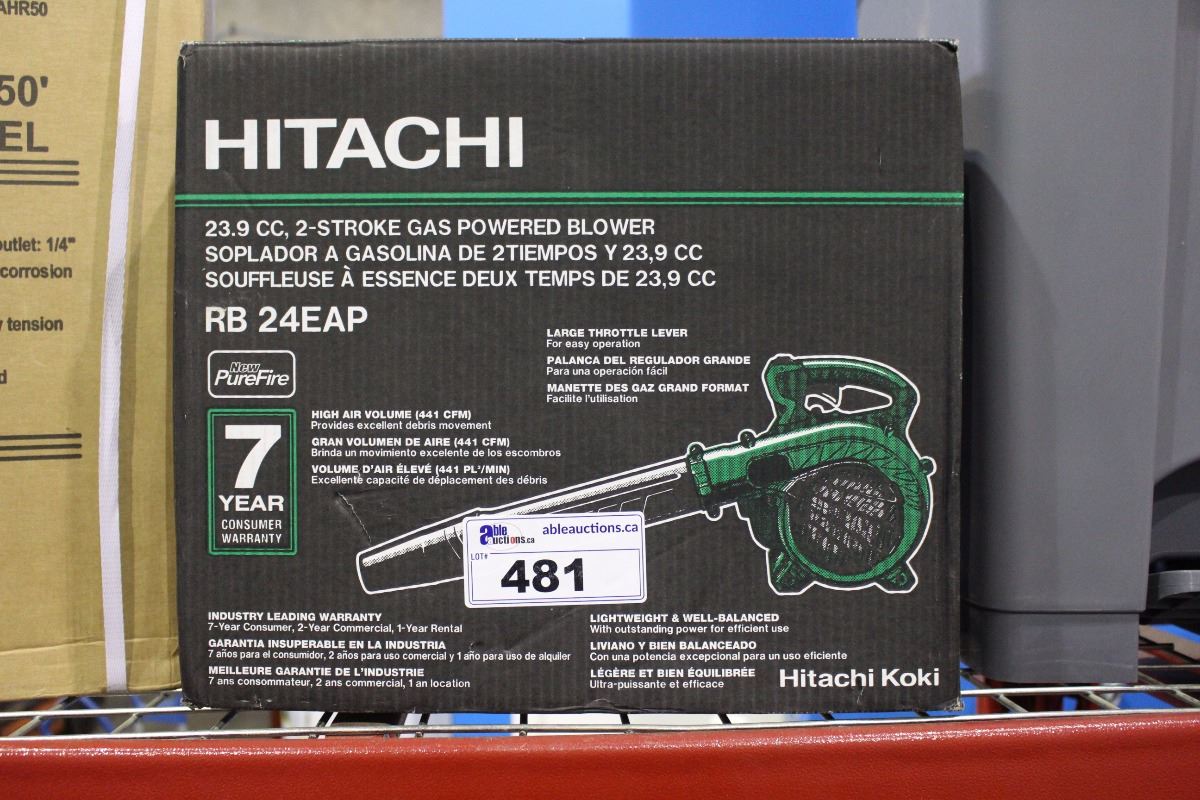 AHR50
50'
EL
outlet: 1/4"
corrosion
tension
HITACHI
23.9 CC, 2-STROKE GAS POWERED BLOWER
SOPLADOR A GASOLINA DE 2TIEMPOS Y 23,9 CC
SOUFFLEUSE À ESSENCE DEUX TEMPS DE 23,9 CC
RB 24EAP
New
PureFire
LARGE THROTTLE LEVER
For easy operation
PALANCA DEL REGULADOR GRANDE
Para una operación fácil
MANETTE DES GAZ GRAND FORMAT
Facilite l'utilisation
7
YEAR
CONSUMER
WARRANTY
HIGH AIR VOLUME (441 CFM)
Provides excellent debris movement
GRAN VOLUMEN DE AIRE (441 CFM)
Brinda un movimiento excelente de los escombros
VOLUME D'AIR ÉLEVÉ (441 PL³/MIN)
Excellente capacité de déplacement des débris
able auctions.ca
ableauctions.ca
LOT#
481
INDUSTRY LEADING WARRANTY
7-Year Consumer, 2-Year Commercial, 1-Year Rental
GARANTIA INSUPERABLE EN LA INDUSTRIA
7 años para el consumidor, 2 años para uso comercial y 1 año para uso de alquiler
MEILLEURE GARANTIE DE L'INDUSTRIE
7 ans consommateur, 2 ans commercial, 1 an location
LIGHTWEIGHT & WELL-BALANCED
With outstanding power for efficient use
LIVIANO Y BIEN BALANCEADO
Con una potencia excepcional para un uso eficiente
LÉGÈRE ET BIEN ÉQUILIBRÉE
Ultra-puissante et efficace
Hitachi Koki